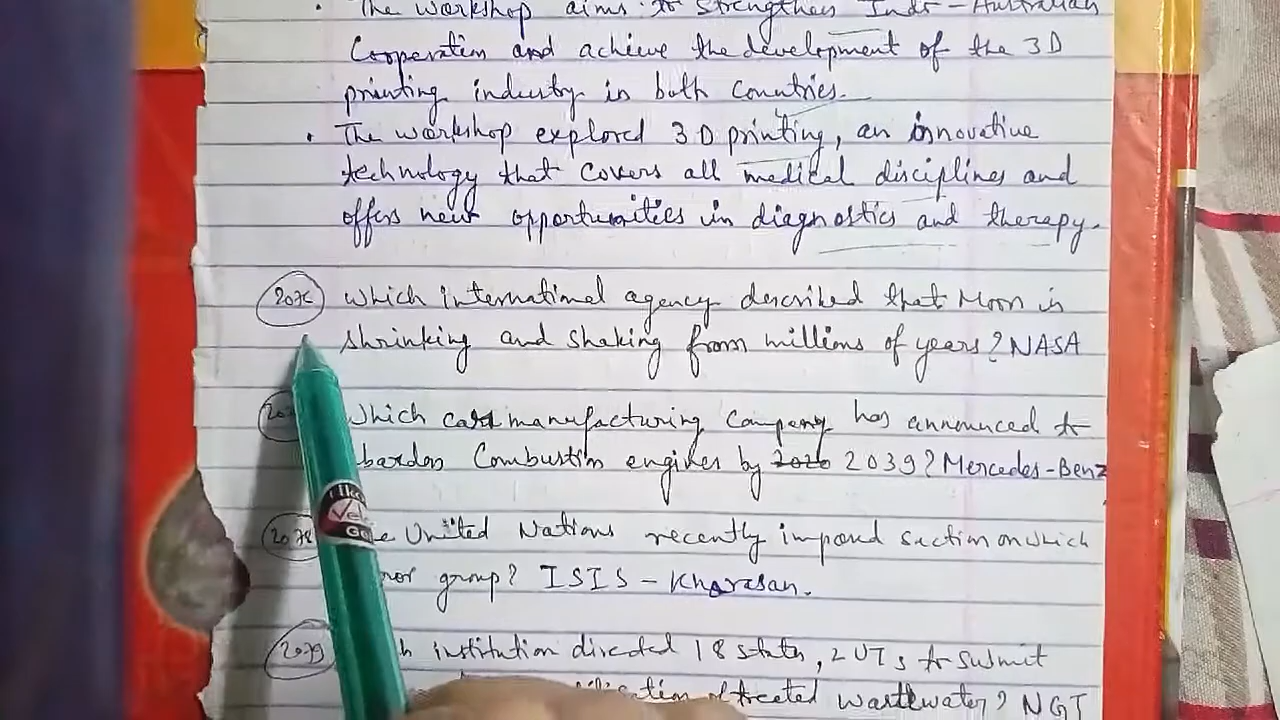 • The workshop aims to strengthen Indo-Australian
Cooperation and achieve the development of the 3D
printing industry in both Countries.
• The workshop explored 3D printing, an innovative
technology that covers all medical disciplines and
offers new opportunities in diagnostics and therapy.
2076 Which international agency described that Moon is
shrinking and shaking from millions of years? NASA
Which car manufacturing Company has announced to
Combustion engines by 2020 2039? Mercedes-Benz
United Nations recently impond sections on which
group? ISIS - Khorasan.
2079 institution directed 18 states, 2 UTs to submit
of treated wastewater? NGT